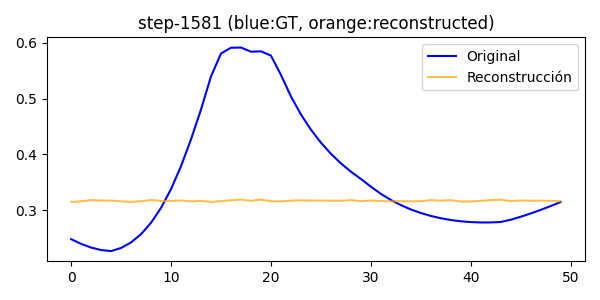 step-1581 (blue:GT, orange:reconstructed)
0.6
0.5
0.4
0.3
Original
Reconstrucción
0 10 20 30 40 50